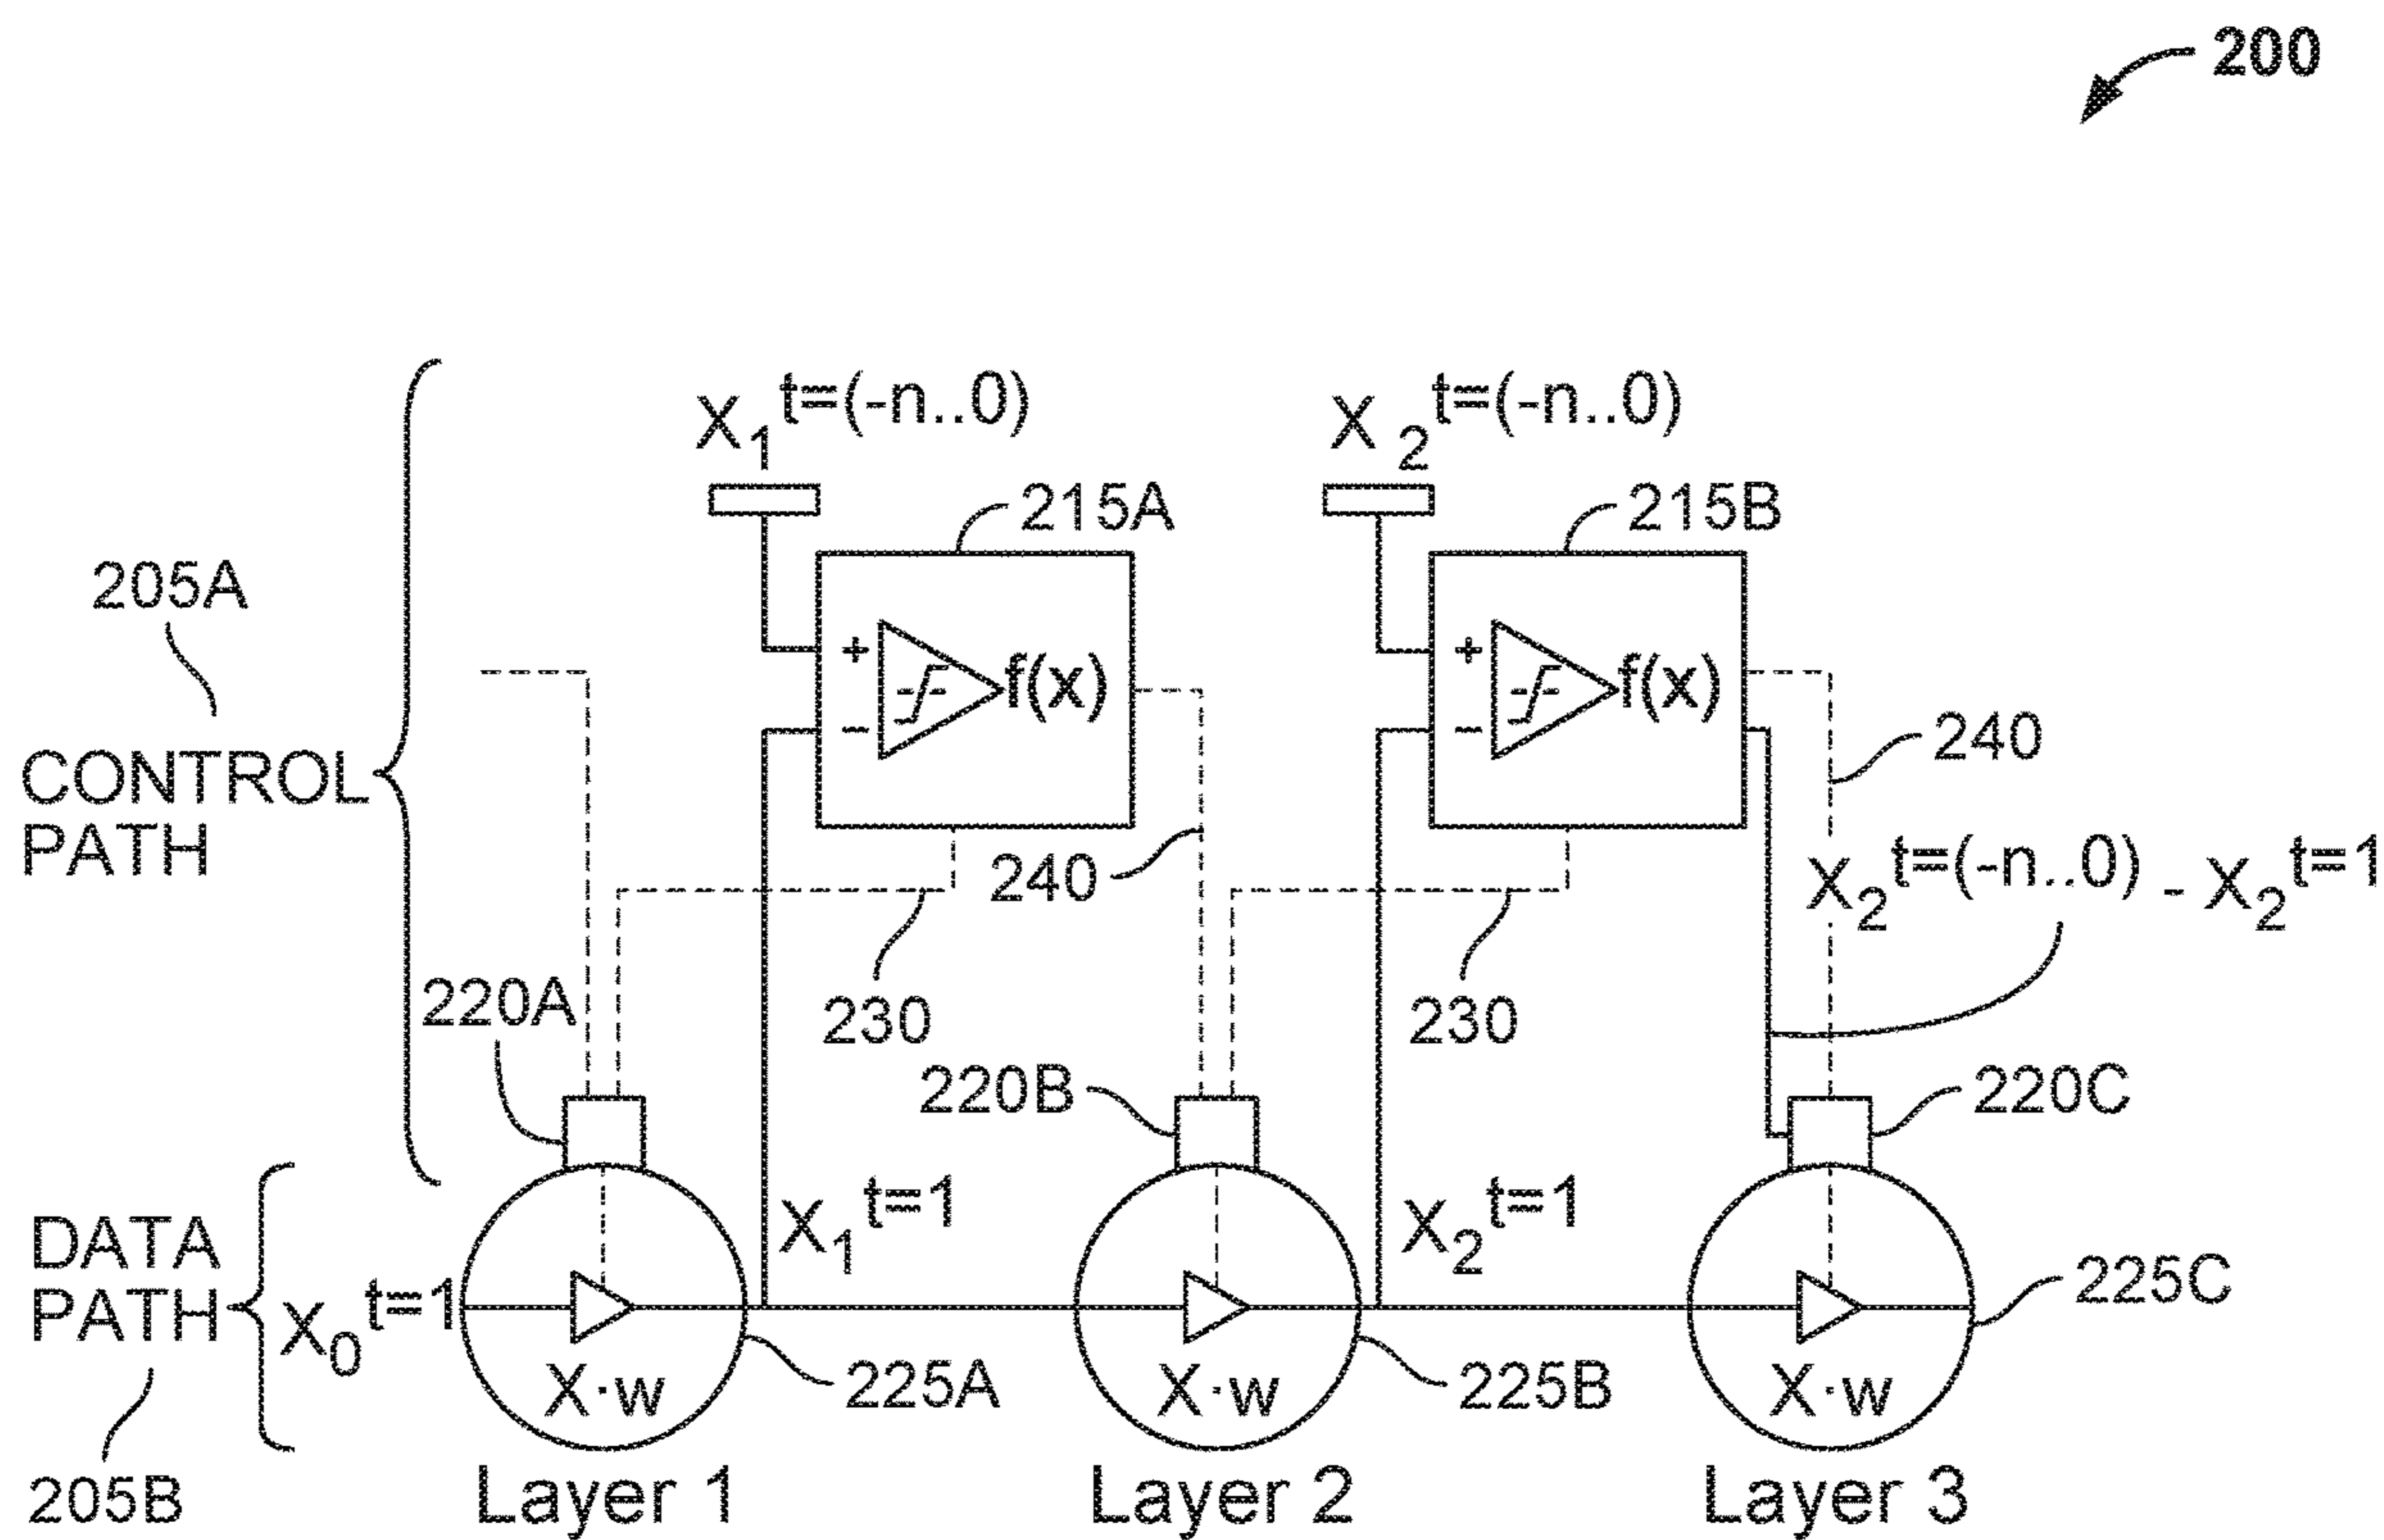 200
X₁ᵗ⁼⁽⁻ⁿ··⁰⁾
X₂ᵗ⁼⁽⁻ⁿ··⁰⁾
215A
215B
205A
CONTROL
PATH
+
−
f(x)
+
−
f(x)
240
240
X₂ᵗ⁼⁽⁻ⁿ··⁰⁾ - X₂ᵗ⁼¹
230
230
220A
220B
220C
DATA
PATH
X₀ᵗ⁼¹
X₁ᵗ⁼¹
X₂ᵗ⁼¹
X·w
X·w
X·w
225A
225B
225C
205B
Layer 1
Layer 2
Layer 3